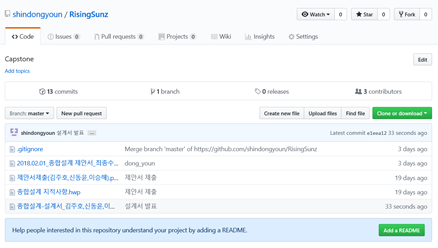 shindongyoun / RisingSunz
Watch 0 Star 0 Fork 0
Code Issues 0 Pull requests 0 Projects 0 Wiki Insights Settings
Capstone Edit
Add topics
13 commits 1 branch 0 releases 3 contributors
Branch: master New pull request Create new file Upload files Find file Clone or download
shindongyoun 설계서 발표 ... Latest commit 33 seconds ago
.gitignore Merge branch 'master' of https://github.com/shindongyoun/RisingSunz 3 days ago
2018.02.01_종합설계 제안서_최종수... dong_youn 3 days ago
제안서제출(김주호,신동윤,이승혜).p... 제안서 제출 19 days ago
종합설계 지적사항.hwp 제안서 제출 19 days ago
종합설계-설계서_김주호,신동윤,이... 설계서 발표 33 seconds ago
Help people interested in this repository understand your project by adding a README. Add a README